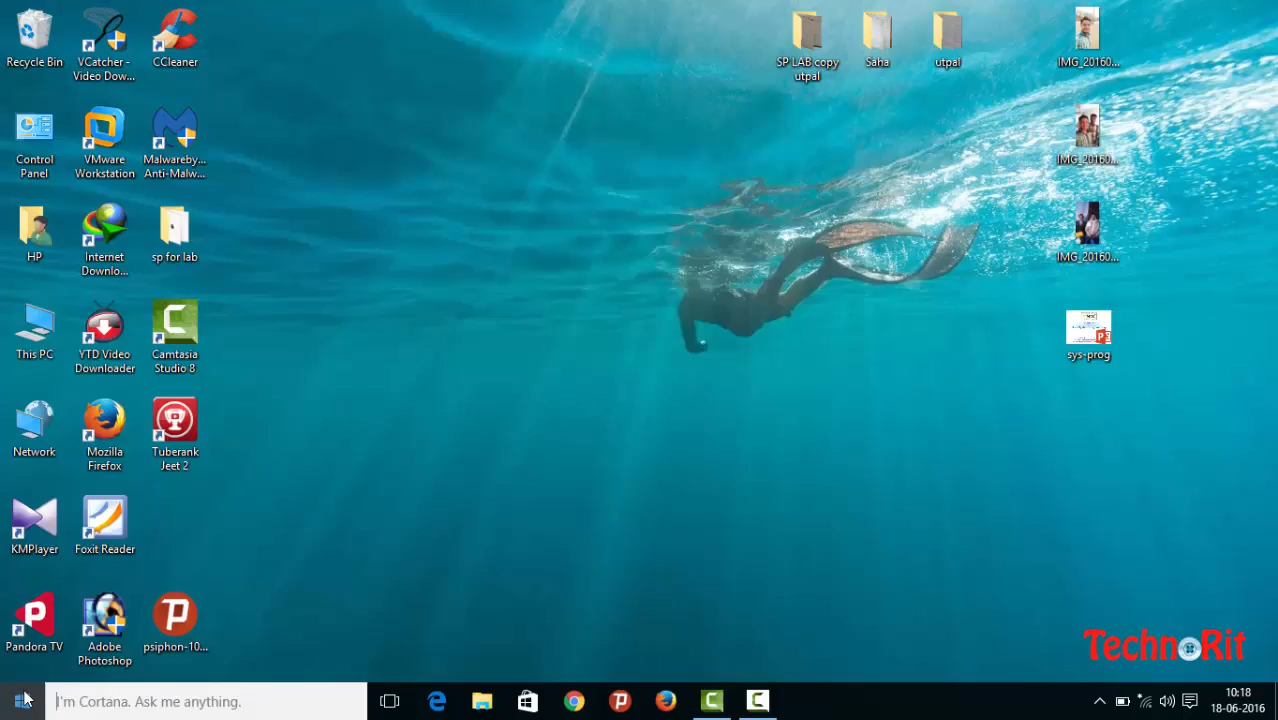 Recycle Bin
VCatcher -
Video Dow...
CCleaner
SP LAB copy
utpal
Saha
utpal
IMG_20160...
Control
Panel
VMware
Workstation
Malwareby...
Anti-Malw...
IMG_20160...
HP
Internet
Downlo...
sp for lab
IMG_20160...
This PC
YTD Video
Downloader
Camtasia
Studio 8
sys-prog
Network
Mozilla
Firefox
Tuberank
Jeet 2
KMPlayer
Foxit Reader
Pandora TV
Adobe
Photoshop
psiphon-10...
TechnoRit
I'm Cortana. Ask me anything.
10:18
18-06-2016